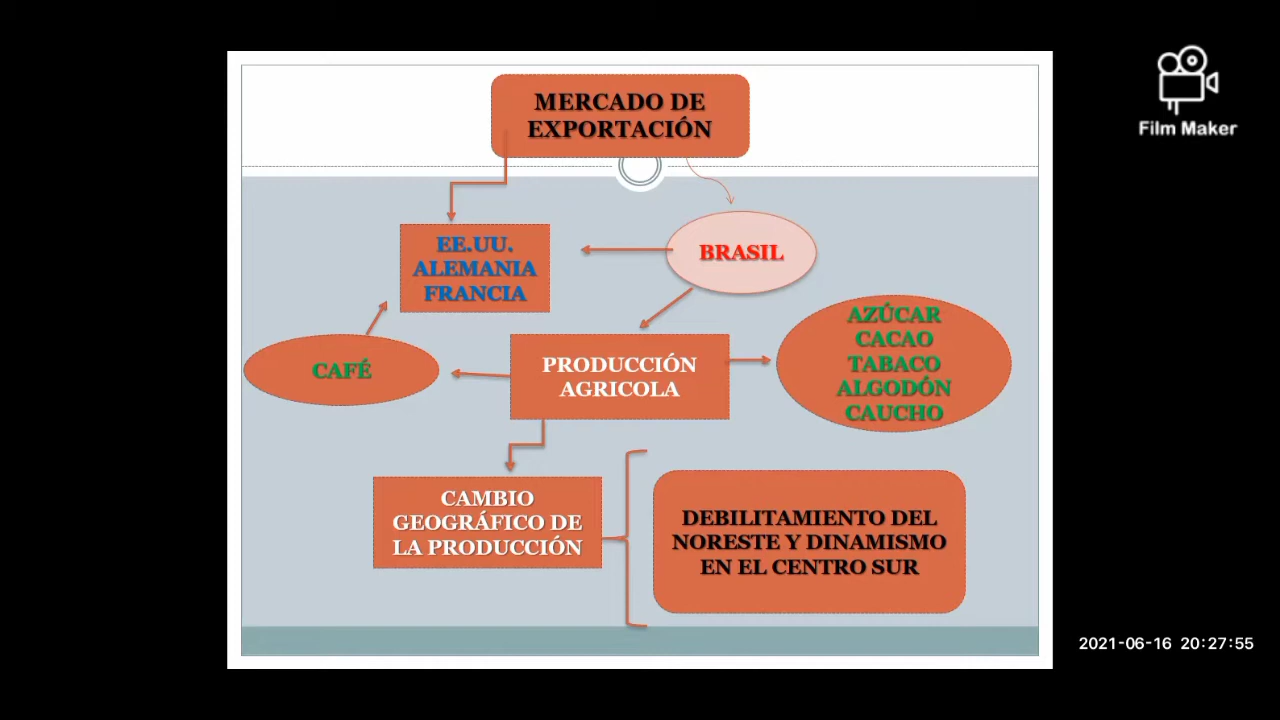 MERCADO DE
EXPORTACIÓN
Film Maker
EE.UU.
ALEMANIA
FRANCIA
BRASIL
CAFÉ
PRODUCCIÓN
AGRICOLA
AZÚCAR
CACAO
TABACO
ALGODÓN
CAUCHO
CAMBIO
GEOGRÁFICO DE
LA PRODUCCIÓN
DEBILITAMIENTO DEL
NORESTE Y DINAMISMO
EN EL CENTRO SUR
2021-06-16 20:27:55